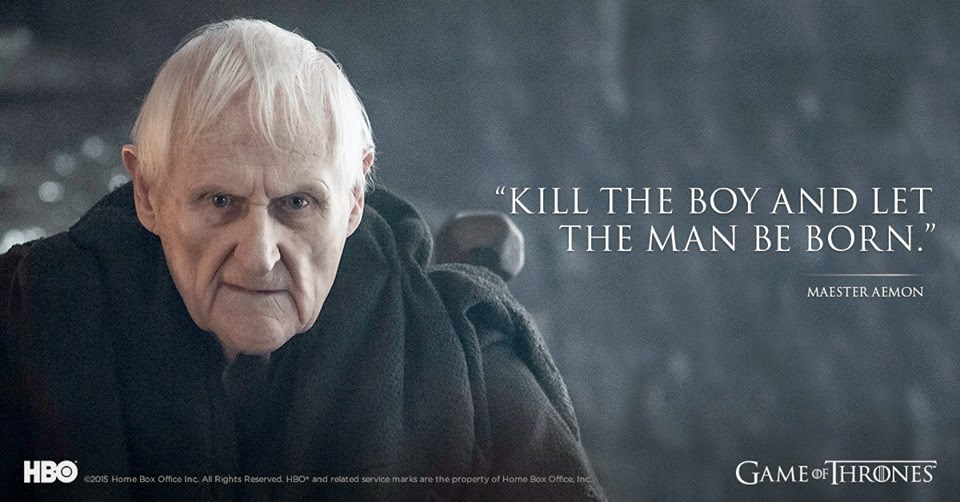 “KILL THE BOY AND LET
THE MAN BE BORN.”
MAESTER AEMON
HBO ©2015 Home Box Office Inc. All Rights Reserved. HBO® and related service marks are the property of Home Box Office, Inc.
GAME OF THRONES